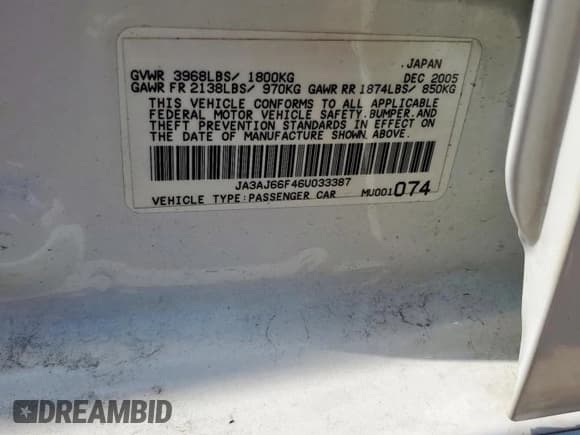 . JAPAN
GVWR 3968LBS/ 1800KG DEC 2005
GAWR FR 2138LBS/ 970KG GAWR RR 1874LBS/ 850KG
THIS VEHICLE CONFORMS TO ALL APPLICABLE
FEDERAL MOTOR VEHICLE SAFETY.BUMPER.AND
THEFT PREVENTION STANDARDS IN EFFECT ON
THE DATE OF MANUFACTURE SHOWN ABOVE.
JA3AJ66F46U033387
VEHICLE TYPE:PASSENGER CAR MU001074
DREAMBID